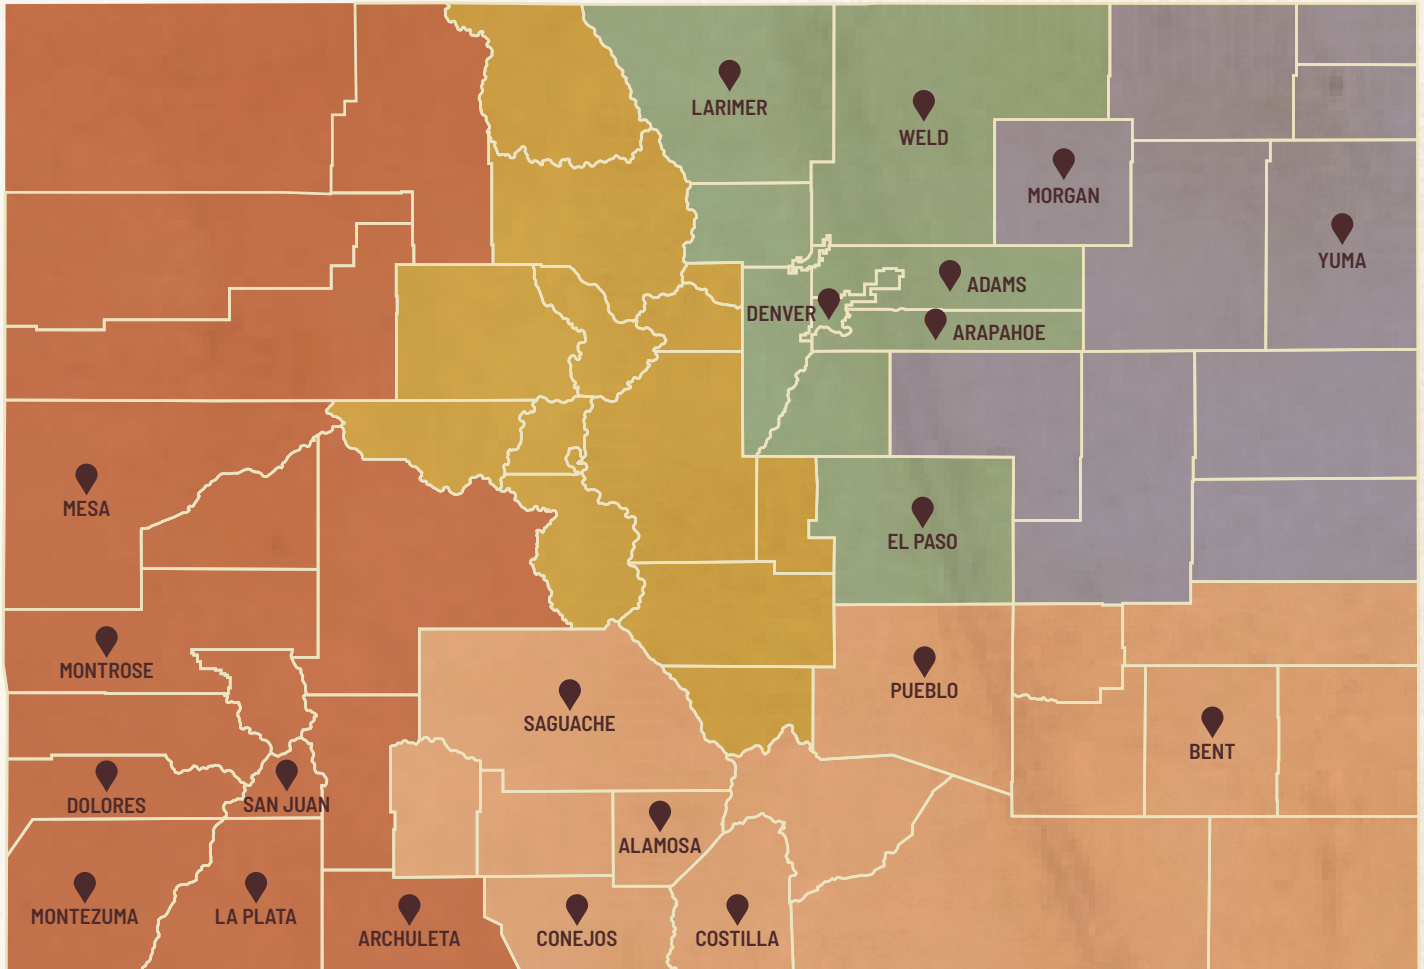 LARIMER
WELD
MORGAN
YUMA
ADAMS
DENVER
ARAPAHOE
MESA
EL PASO
MONTROSE
SAGUACHE
PUEBLO
BENT
DOLORES
SAN JUAN
ALAMOSA
MONTEZUMA
LA PLATA
ARCHULETA
CONEJOS
COSTILLA